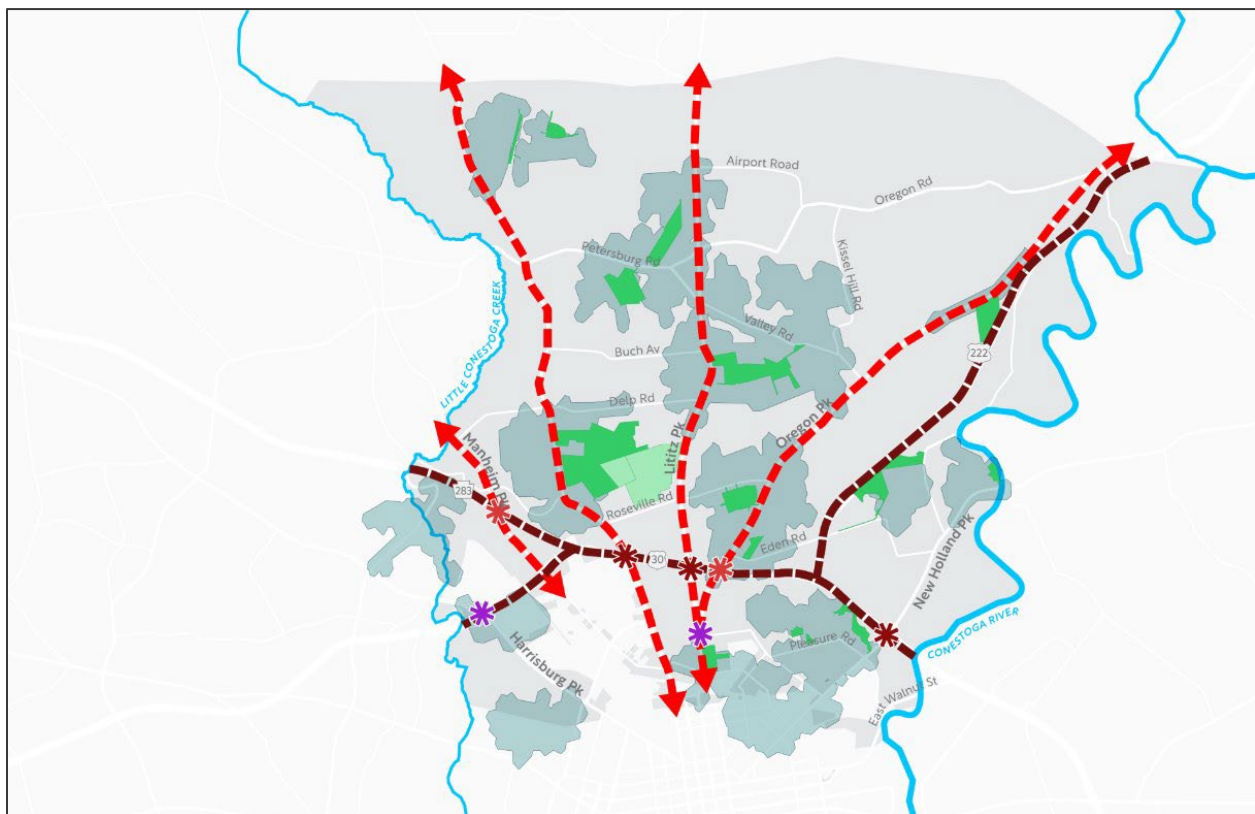 Airport Road
Oregon Rd
Petersburg Rd
Kissel Hill Rd
Valley Rd
Buch Av
LITTLE CONESTOGA CREEK
222
Delp Rd
Oregon Pk
Manheim Pk
Lititz Pk
283
Roseville Rd
30
Eden Rd
New Holland Pk
CONESTOGA RIVER
Pleasure Rd
Harrisburg Pk
East Walnut St